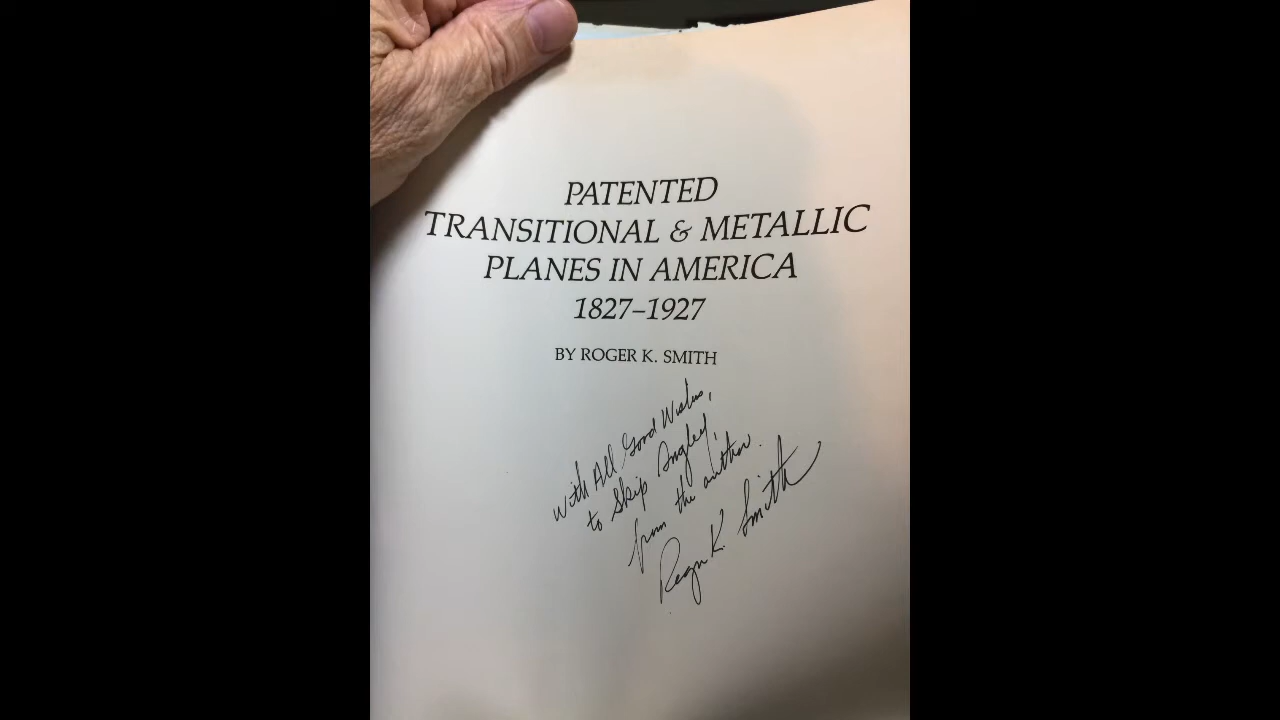 PATENTED
TRANSITIONAL & METALLIC
PLANES IN AMERICA
1827–1927
BY ROGER K. SMITH
With All Good Wishes,
to Skip Angley,
from the author.
Roger K. Smith